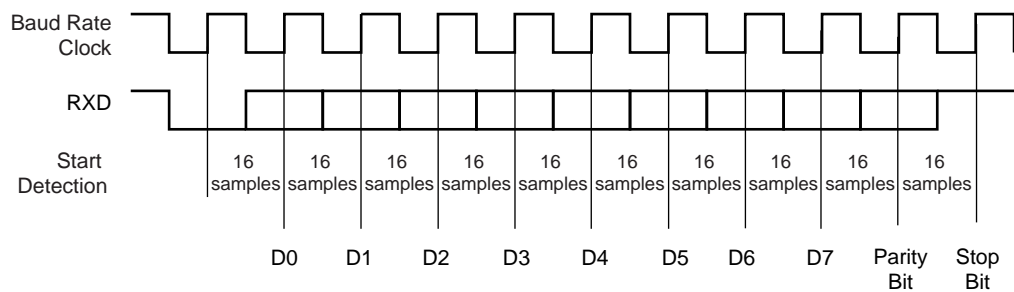 Baud Rate
Clock
RXD
Start
Detection
16 16 16 16 16 16 16 16 16 16
samples samples samples samples samples samples samples samples samples samples
D0 D1 D2 D3 D4 D5 D6 D7 Parity Stop
Bit Bit